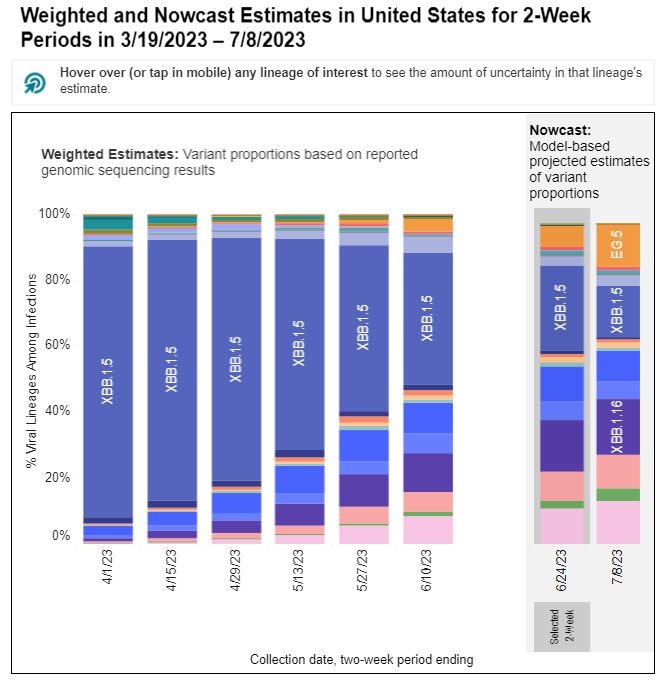 Weighted and Nowcast Estimates in United States for 2-Week
Periods in 3/19/2023 – 7/8/2023
Hover over (or tap in mobile) any lineage of interest to see the amount of uncertainty in that lineage's
estimate.
Nowcast:
Model-based
projected estimates
of variant
proportions
Weighted Estimates: Variant proportions based on reported
genomic sequencing results
% Viral Lineages Among Infections
100%
80%
60%
40%
20%
0%
XBB.1.5
XBB.1.5
XBB.1.5
XBB.1.5
XBB.1.5
XBB.1.5
XBB.1.5
EG.5
XBB.1.5
XBB.1.16
4/1/23
4/15/23
4/29/23
5/13/23
5/27/23
6/10/23
6/24/23
7/8/23
Selected
2-Week
Collection date, two-week period ending